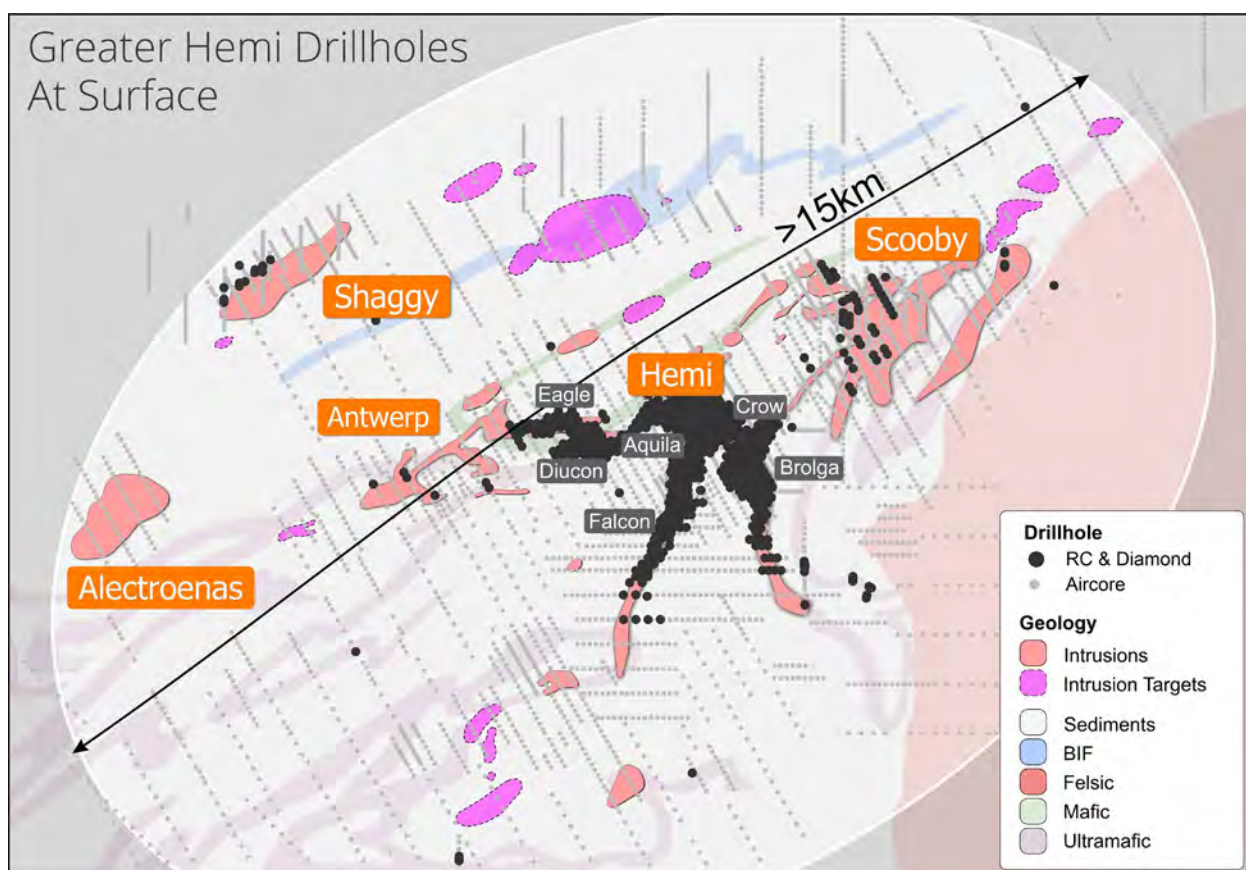 Greater Hemi Drillholes
At Surface
>15km
Scooby
Shaggy
Hemi
Eagle
Crow
Antwerp
Aquila
Diucon
Brolga
Falcon
Alectroenas
Drillhole
RC & Diamond
Aircore
Geology
Intrusions
Intrusion Targets
Sediments
BIF
Felsic
Mafic
Ultramafic